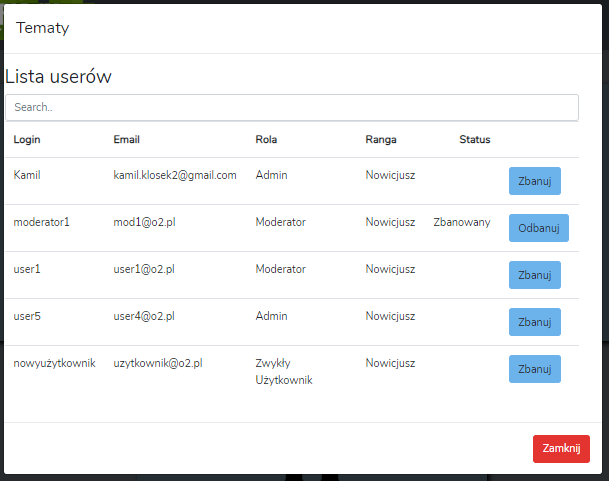 Tematy
Lista userów
Search..
Login Email Rola Ranga Status
Kamil kamil.klosek2@gmail.com Admin Nowicjusz Zbanuj
moderator1 mod1@o2.pl Moderator Nowicjusz Zbanowany Odbanuj
user1 user1@o2.pl Moderator Nowicjusz Zbanuj
user5 user4@o2.pl Admin Nowicjusz Zbanuj
nowyużytkownik uzytkownik@o2.pl Zwykły Nowicjusz Zbanuj
Użytkownik
Zamknij